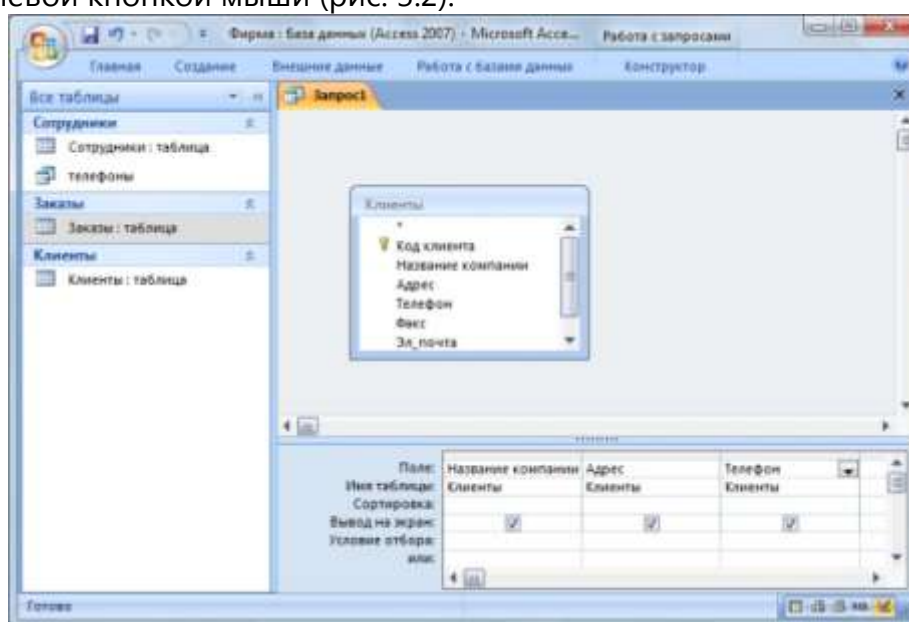 левой кнопкой мыши (рис. 5.2).
Фирма : база данных (Access 2007) - Microsoft Acce...
Работа с запросами
Главная Создание Внешние данные Работа с базами данных Конструктор
Все таблицы
Запрос1
Сотрудники
Сотрудники : таблица
телефоны
Заказы
Заказы : таблица
Клиенты
Клиенты : таблица
Клиенты
*
Код клиента
Название компании
Адрес
Телефон
Факс
Эл_почта
Поле: Название компании Адрес Телефон
Имя таблицы: Клиенты Клиенты Клиенты
Сортировка:
Вывод на экран:
Условие отбора:
или:
Готово